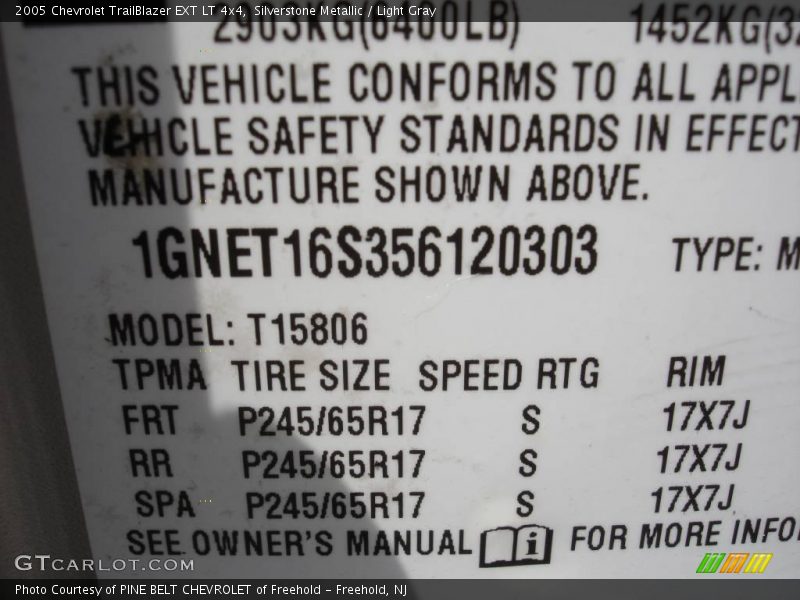 2005 Chevrolet TrailBlazer EXT LT 4x4, Silverstone Metallic / Light Gray
2903KG(6400LB) 1452KG(32
THIS VEHICLE CONFORMS TO ALL APPL
VEHICLE SAFETY STANDARDS IN EFFECT
MANUFACTURE SHOWN ABOVE.
1GNET16S356120303 TYPE: M
MODEL: T15806
TPMA TIRE SIZE SPEED RTG RIM
FRT P245/65R17 S 17X7J
RR P245/65R17 S 17X7J
SPA P245/65R17 S 17X7J
SEE OWNER'S MANUAL i FOR MORE INFO
GTCARLOT.COM
Photo Courtesy of PINE BELT CHEVROLET of Freehold - Freehold, NJ